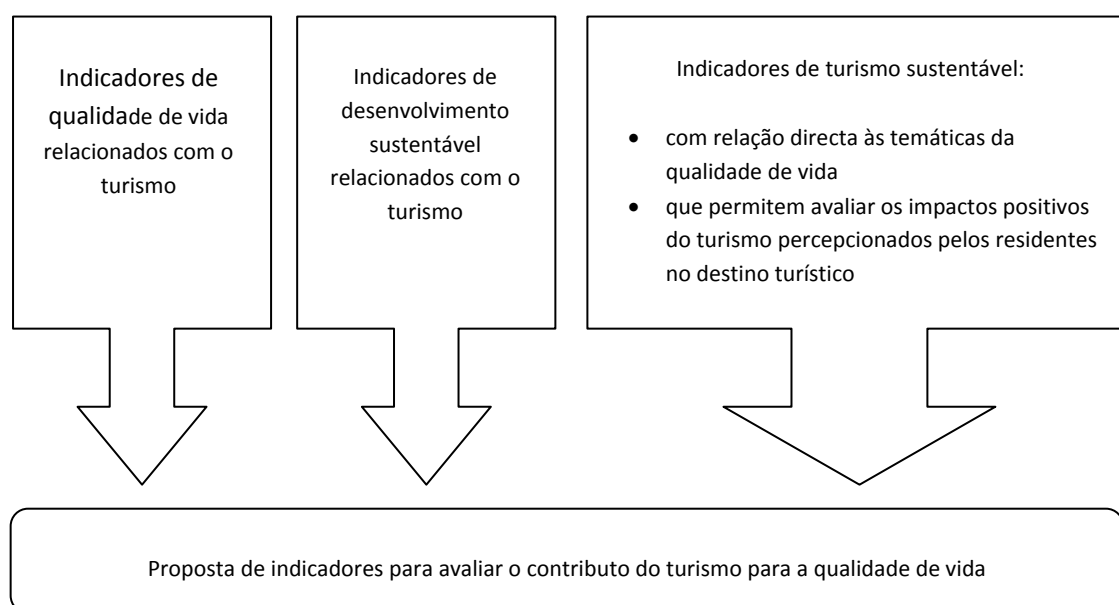 Indicadores de
qualidade de vida
relacionados com o
turismo
Indicadores de
desenvolvimento
sustentável
relacionados com o
turismo
Indicadores de turismo sustentável:
• com relação directa às temáticas da
qualidade de vida
• que permitem avaliar os impactos positivos
do turismo percepcionados pelos residentes
no destino turístico
Proposta de indicadores para avaliar o contributo do turismo para a qualidade de vida